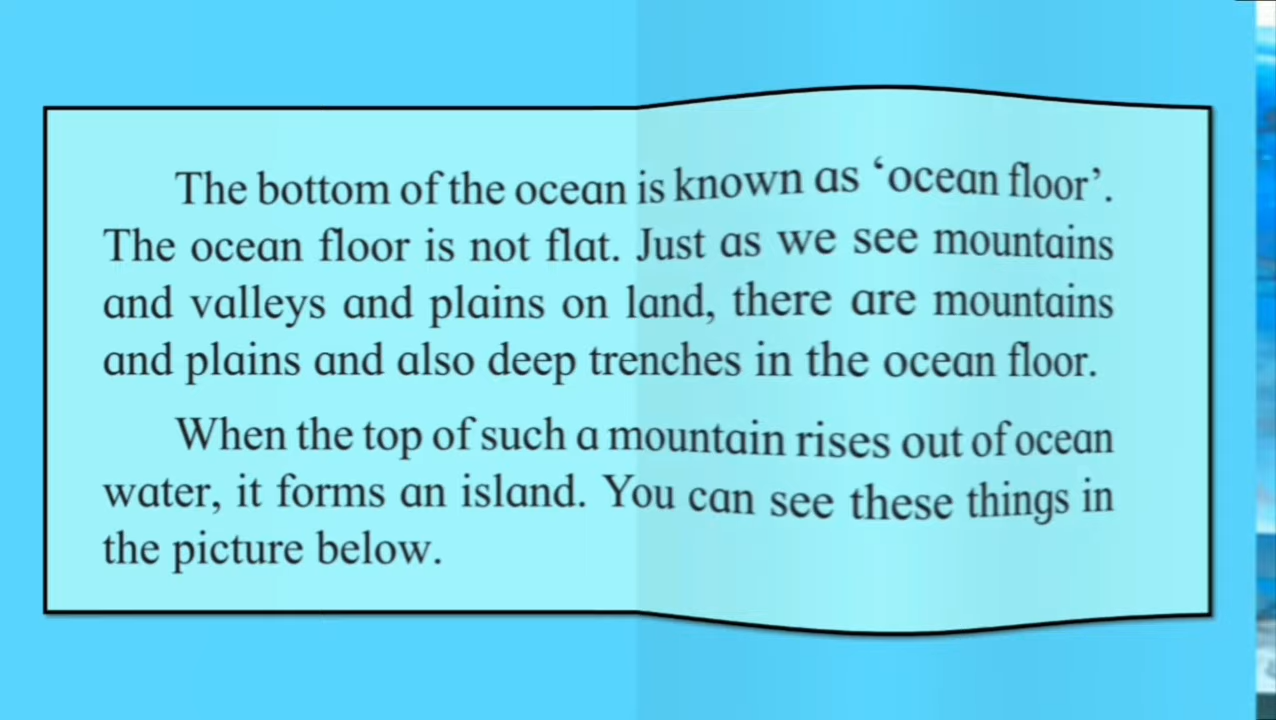 The bottom of the ocean is known as ‘ocean floor’.
The ocean floor is not flat. Just as we see mountains
and valleys and plains on land, there are mountains
and plains and also deep trenches in the ocean floor.
When the top of such a mountain rises out of ocean
water, it forms an island. You can see these things in
the picture below.